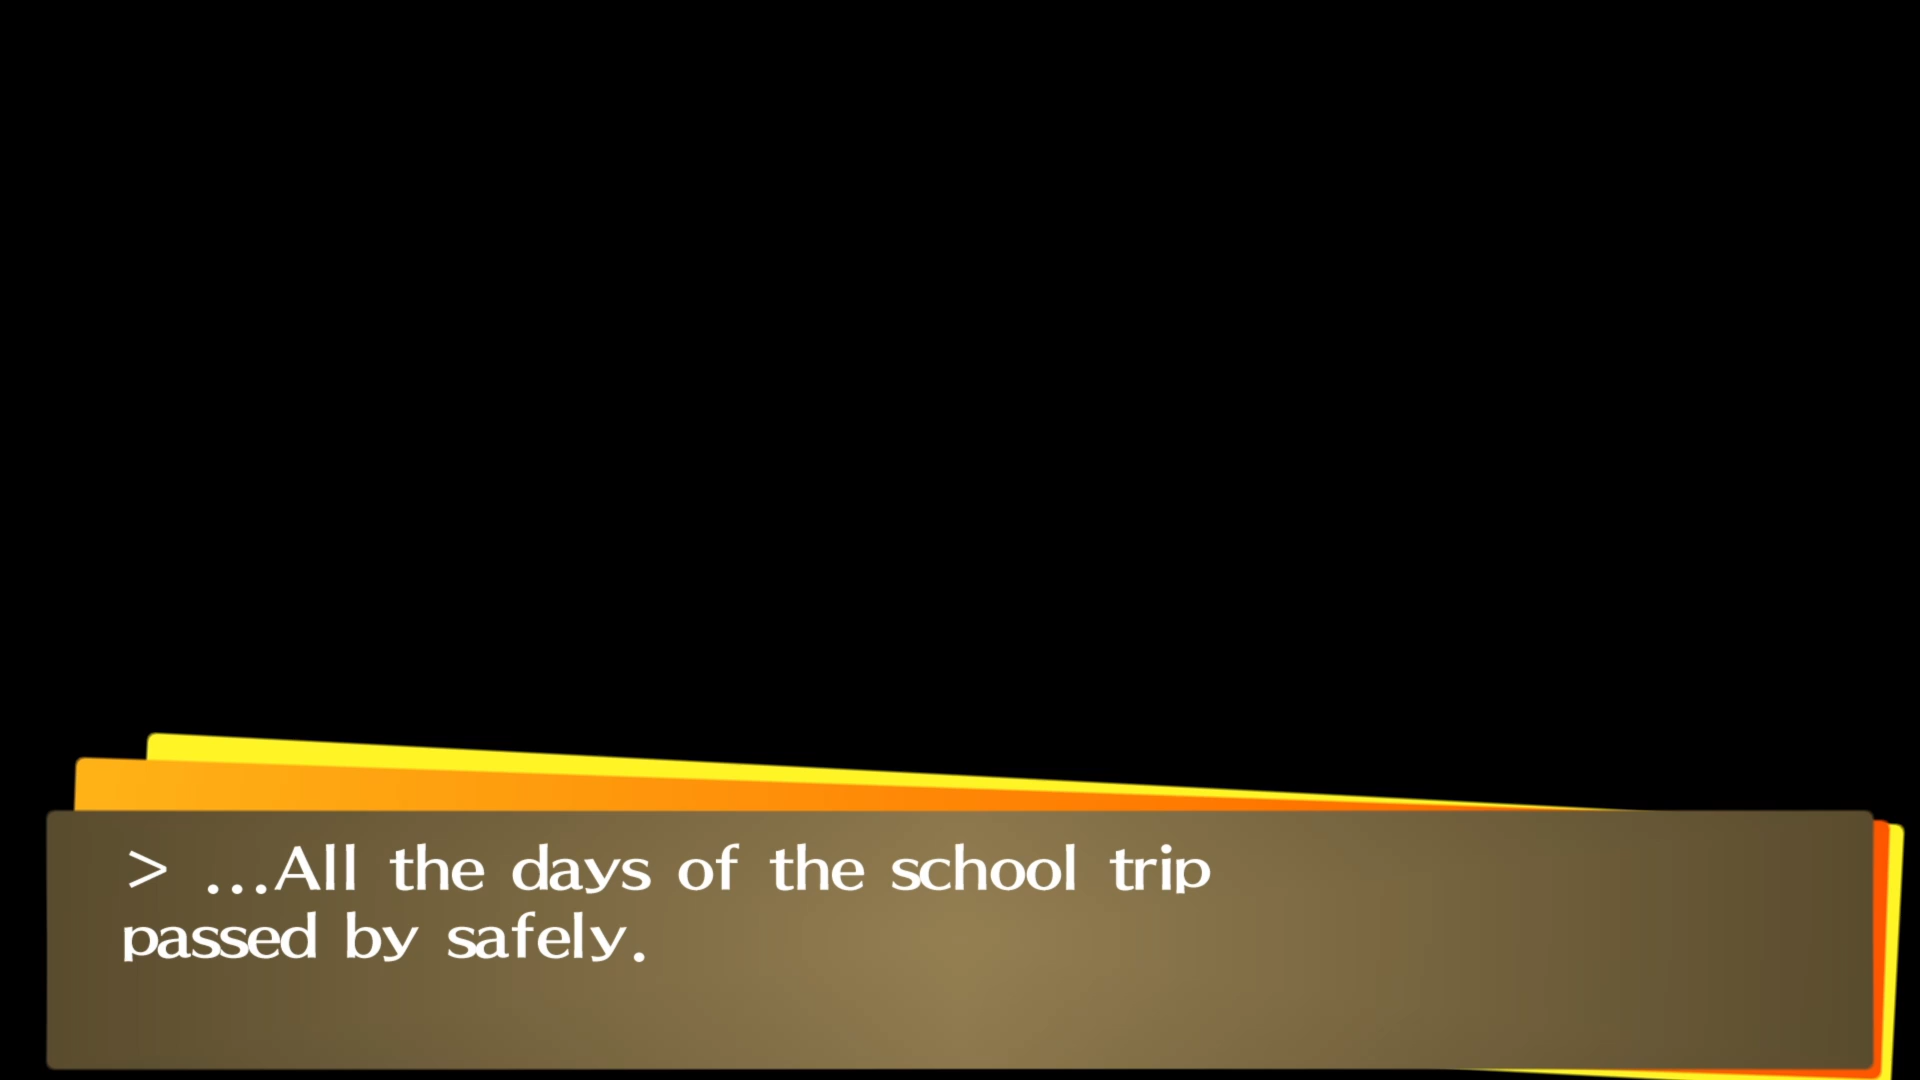 > ...All the days of the school trip
passed by safely.